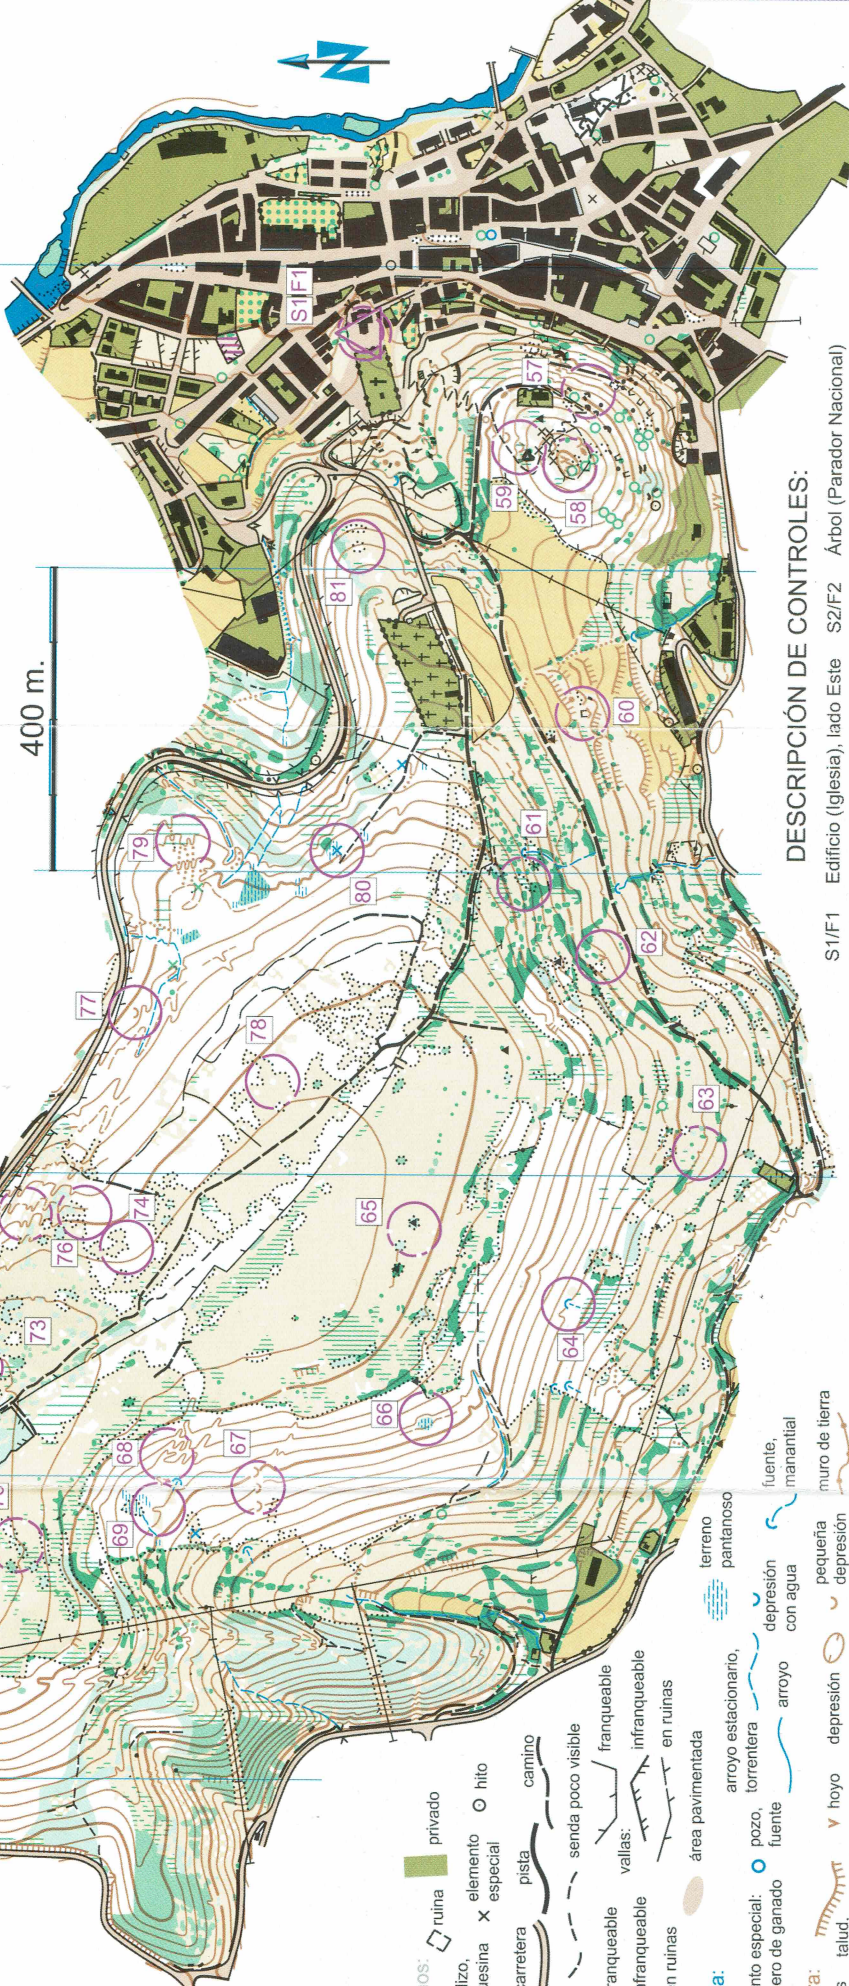 N
S1F1
57
59
58
81
400 m.
60
79
61
80
62
77
78
63
76
74
65
73
64
66
68
67
69
DESCRIPCIÓN DE CONTROLES:
S1/F1 Edificio (Iglesia), lado Este S2/F2 Árbol (Parador Nacional)
privado
ruina
elemento
especial
hito
carretera
pista
camino
senda poco visible
vallas:
franqueable
infranqueable
en ruinas
área pavimentada
terreno
pantanoso
arroyo estacionario,
torrentera
arroyo
depresión
con agua
fuente,
manantial
pozo,
fuente
talud,
hoyo
depresión
pequeña
depresión
muro de tierra